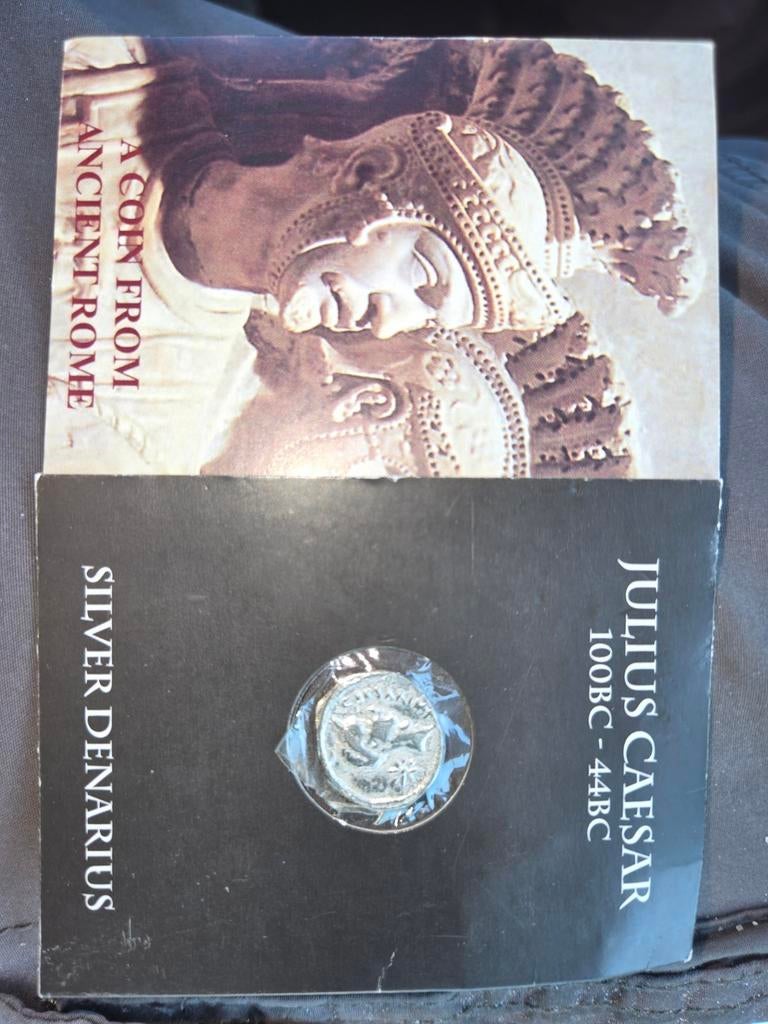 A COIN FROM
ANCIENT ROME
JULIUS CAESAR
100BC - 44BC
SILVER DENARIUS